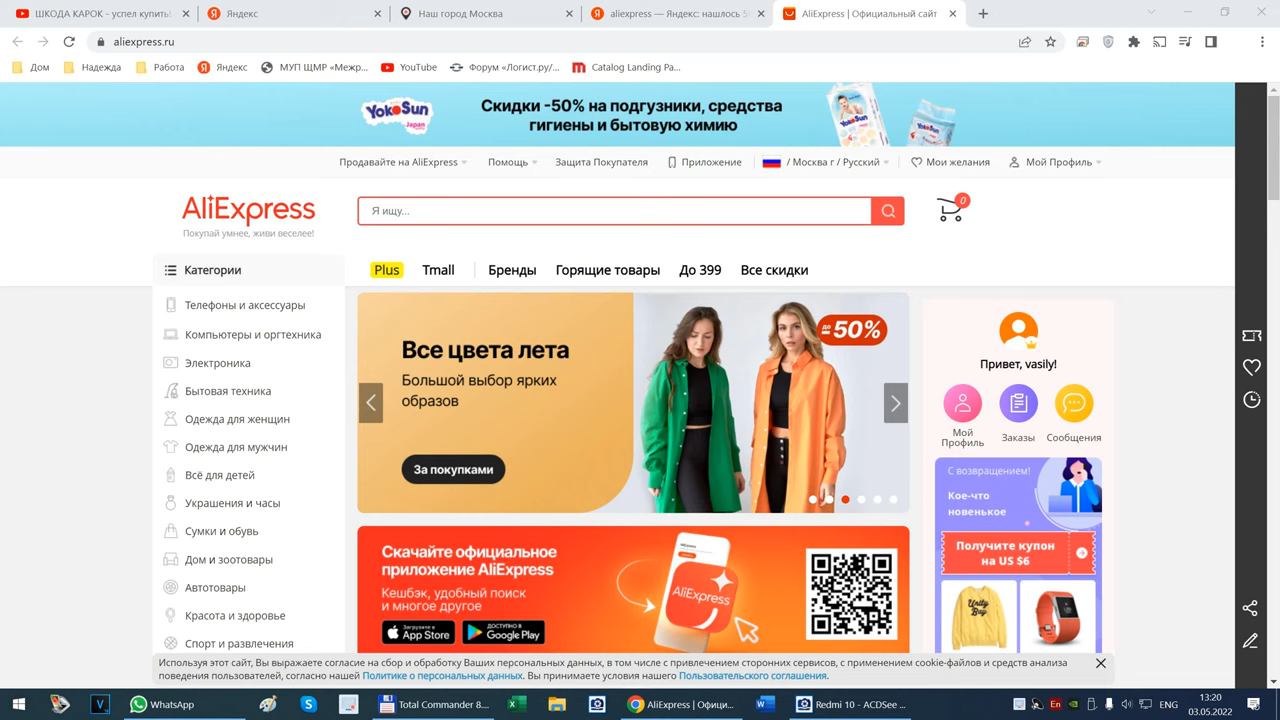 ШКОДА КАРОК - успел купить!
Яндекс
Наш город Москва
aliexpress — Яндекс: нашлось 5
AliExpress | Официальный сайт
aliexpress.ru
Дом
Надежда
Работа
Яндекс
МУП ЩМР «Межр...
YouTube
Форум «Логист.ру/...
Catalog Landing Pa...
YokoSun
Japan
Скидки -50% на подгузники, средства
гигиены и бытовую химию
Продавайте на AliExpress
Помощь
Защита Покупателя
Приложение
/ Москва г / Русский
Мои желания
Мой Профиль
AliExpress
Покупай умнее, живи веселее!
Я ищу...
0
Категории
Plus
Tmall
Бренды
Горящие товары
До 399
Все скидки
Телефоны и аксессуары
Компьютеры и оргтехника
Электроника
Бытовая техника
Одежда для женщин
Одежда для мужчин
Всё для детей
Украшения и часы
Сумки и обувь
Дом и зоотовары
Автотовары
Красота и здоровье
Спорт и развлечения
Все цвета лета
Большой выбор ярких
образов
За покупками
до -50%
Привет, vasily!
Мой
Профиль
Заказы
Сообщения
С возвращением!
Кое-что
новенькое
Получите купон
на US $6
Unity
Boy
Скачайте официальное
приложение AliExpress
Кешбэк, удобный поиск
и многое другое
Загрузите в
App Store
ДОСТУПНО В
Google Play
AliExpress
Используя этот сайт, Вы выражаете согласие на сбор и обработку Ваших персональных данных, в том числе с привлечением сторонних сервисов, с применением cookie-файлов и средств анализа
поведения пользователей, согласно нашей Политике о персональных данных. Вы принимаете условия нашего Пользовательского соглашения.
WhatsApp
Total Commander 8...
AliExpress | Офици...
Redmi 10 - ACDSee ...
En
ENG
13:20
03.05.2022